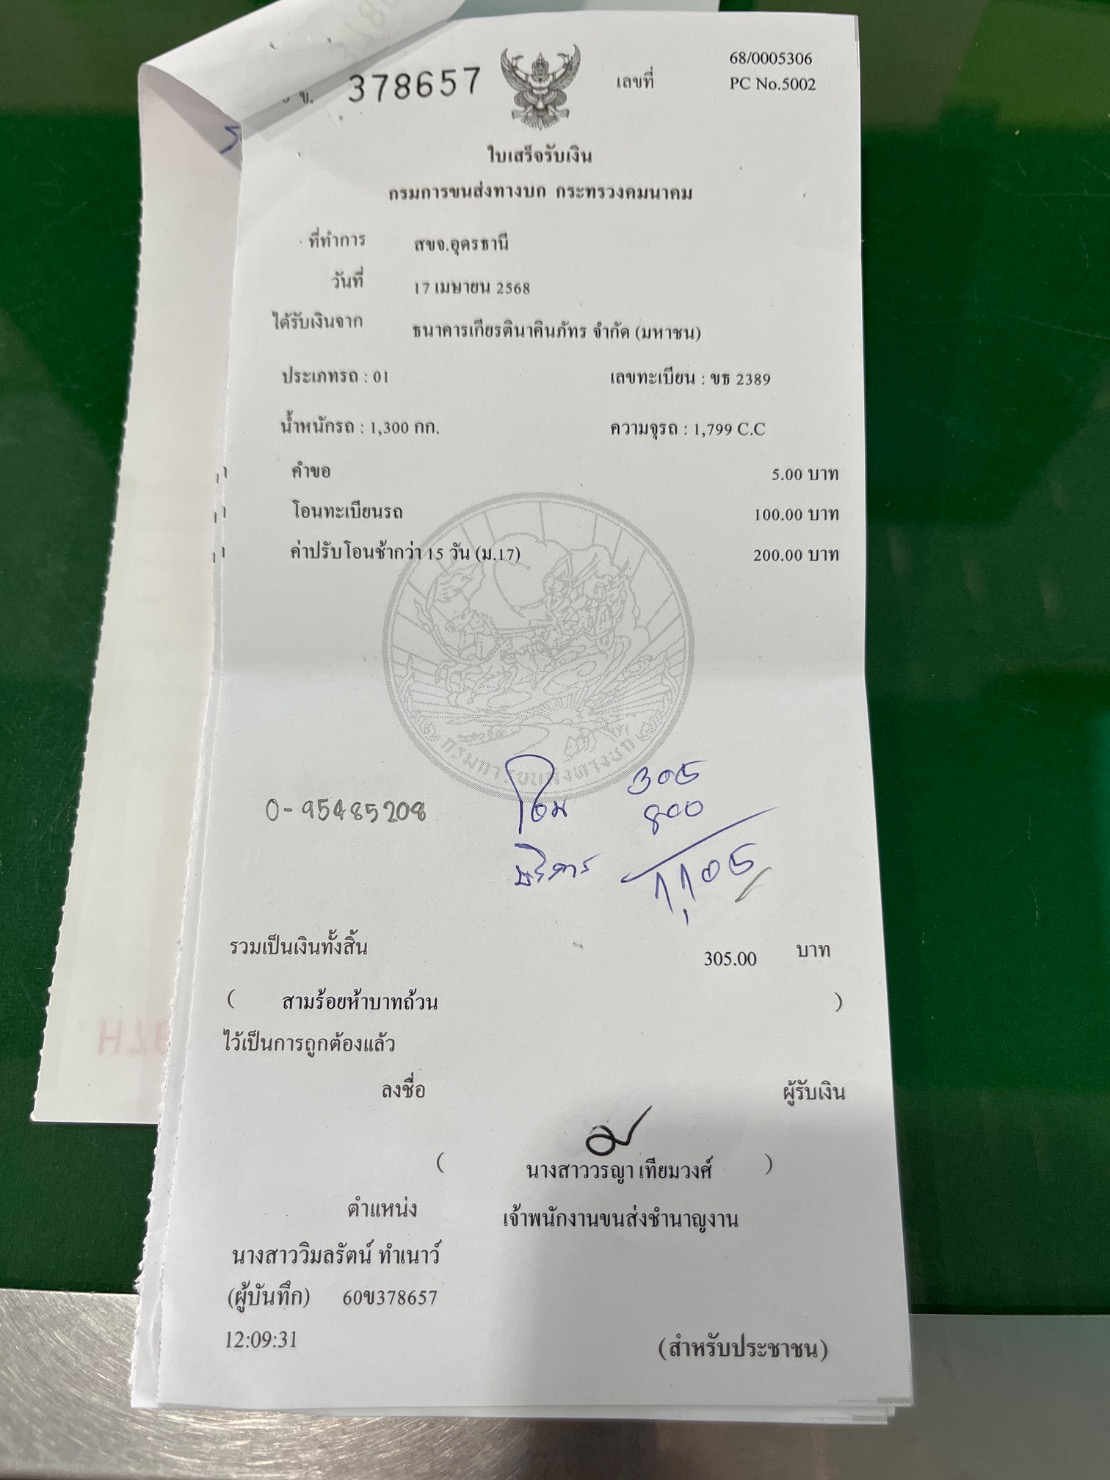 ข. 378657
เลขที่ 68/0005306
PC No.5002
ใบเสร็จรับเงิน
กรมการขนส่งทางบก กระทรวงคมนาคม
ที่ทำการ สขจ.อุดรธานี
วันที่ 17 เมษายน 2568
ได้รับเงินจาก ธนาคารเกียรตินาคินภัทร จำกัด (มหาชน)
ประเภทรถ : 01 เลขทะเบียน : ขธ 2389
น้ำหนักรถ : 1,300 กก. ความจุรถ : 1,799 C.C
คำขอ 5.00 บาท
โอนทะเบียนรถ 100.00 บาท
ค่าปรับโอนช้ากว่า 15 วัน (ม.17) 200.00 บาท
กรมการขนส่งทางบก
โอน 305
0-95485208 800
บริการ 1,105
รวมเป็นเงินทั้งสิ้น 305.00 บาท
( สามร้อยห้าบาทถ้วน )
ไว้เป็นการถูกต้องแล้ว
ลงชื่อ ผู้รับเงิน
( นางสาววรญา เทียมวงศ์ )
ตำแหน่ง เจ้าพนักงานขนส่งชำนาญงาน
นางสาววิมลรัตน์ ทำเนาว์
(ผู้บันทึก) 60ข378657
12:09:31 (สำหรับประชาชน)